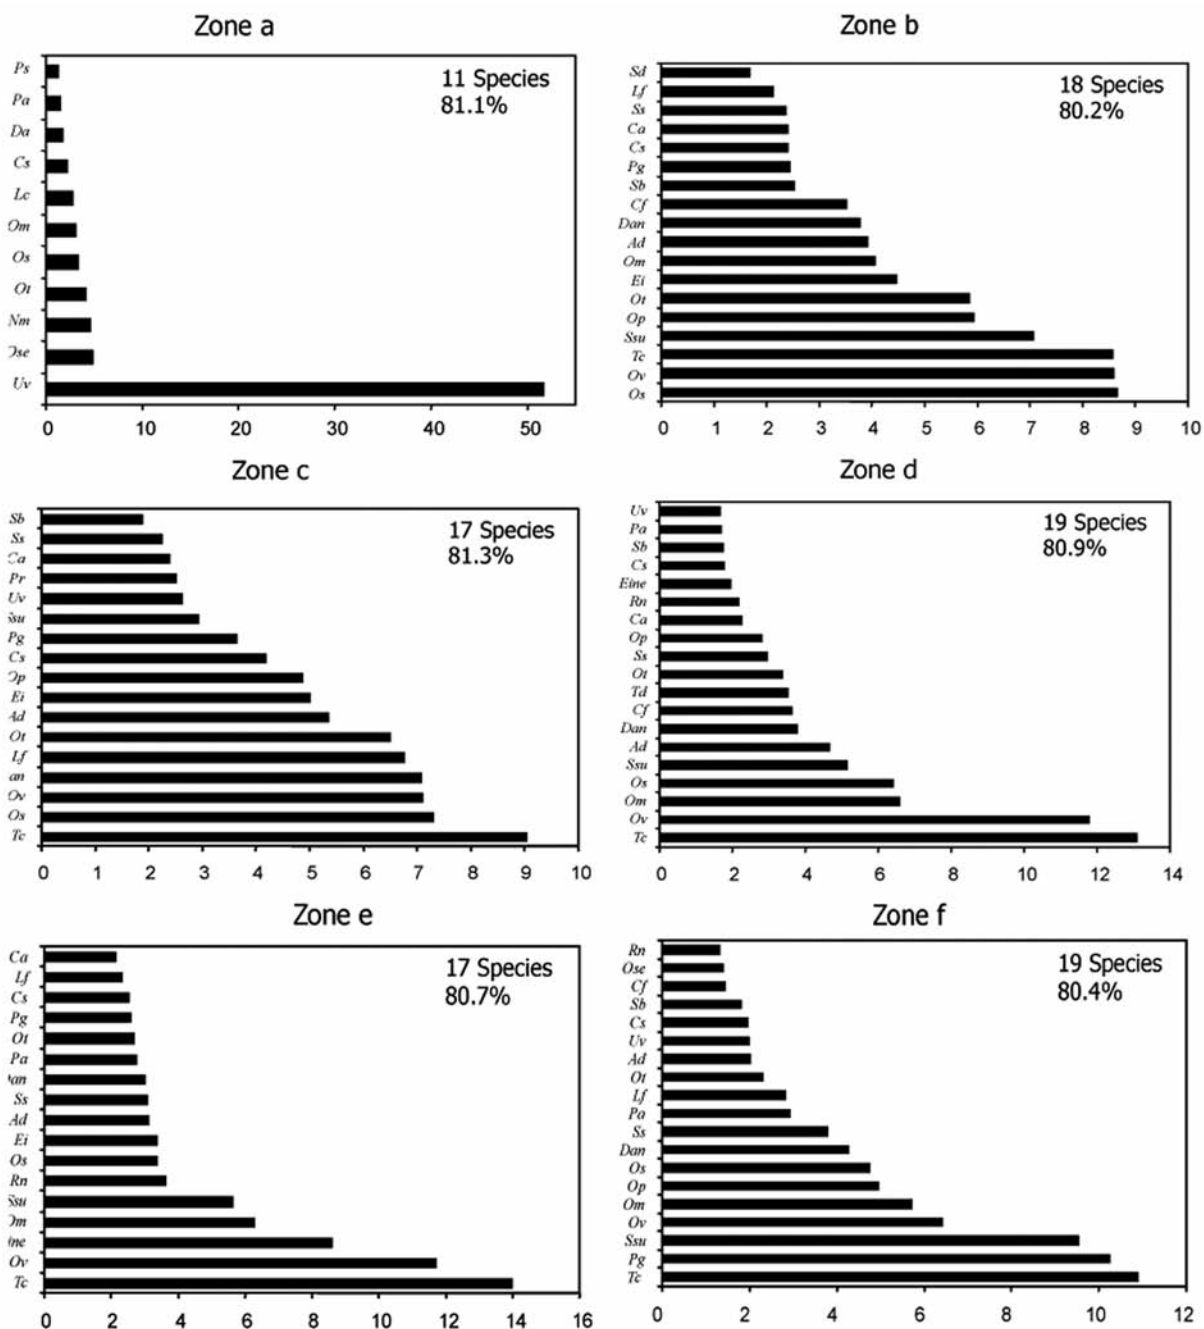 Zone a
11 Species
81.1%
Ps
Pa
Da
Cs
Lc
Om
Os
Ot
Nm
Ose
Uv
0 10 20 30 40 50
Zone b
18 Species
80.2%
Sd
Lf
Ss
Ca
Cs
Pg
Sb
Cf
Dan
Ad
Om
Ei
Ot
Op
Ssu
Tc
Ov
Os
0 1 2 3 4 5 6 7 8 9 10
Zone c
17 Species
81.3%
Sb
Ss
Ca
Pr
Uv
Ssu
Pg
Cs
Op
Ei
Ad
Ot
Lf
an
Ov
Os
Tc
0 1 2 3 4 5 6 7 8 9 10
Zone d
19 Species
80.9%
Uv
Pa
Sb
Cs
Eine
Rn
Ca
Op
Ss
Ot
Td
Cf
Dan
Ad
Ssu
Os
Om
Ov
Tc
0 2 4 6 8 10 12 14
Zone e
17 Species
80.7%
Ca
Lf
Cs
Pg
Ot
Pa
an
Ss
Ad
Ei
Os
Rn
Ssu
Om
ine
Ov
Tc
0 2 4 6 8 10 12 14 16
Zone f
19 Species
80.4%
Rn
Ose
Cf
Sb
Cs
Uv
Ad
Ot
Lf
Pa
Ss
Dan
Os
Op
Om
Ov
Ssu
Pg
Tc
0 2 4 6 8 10 12